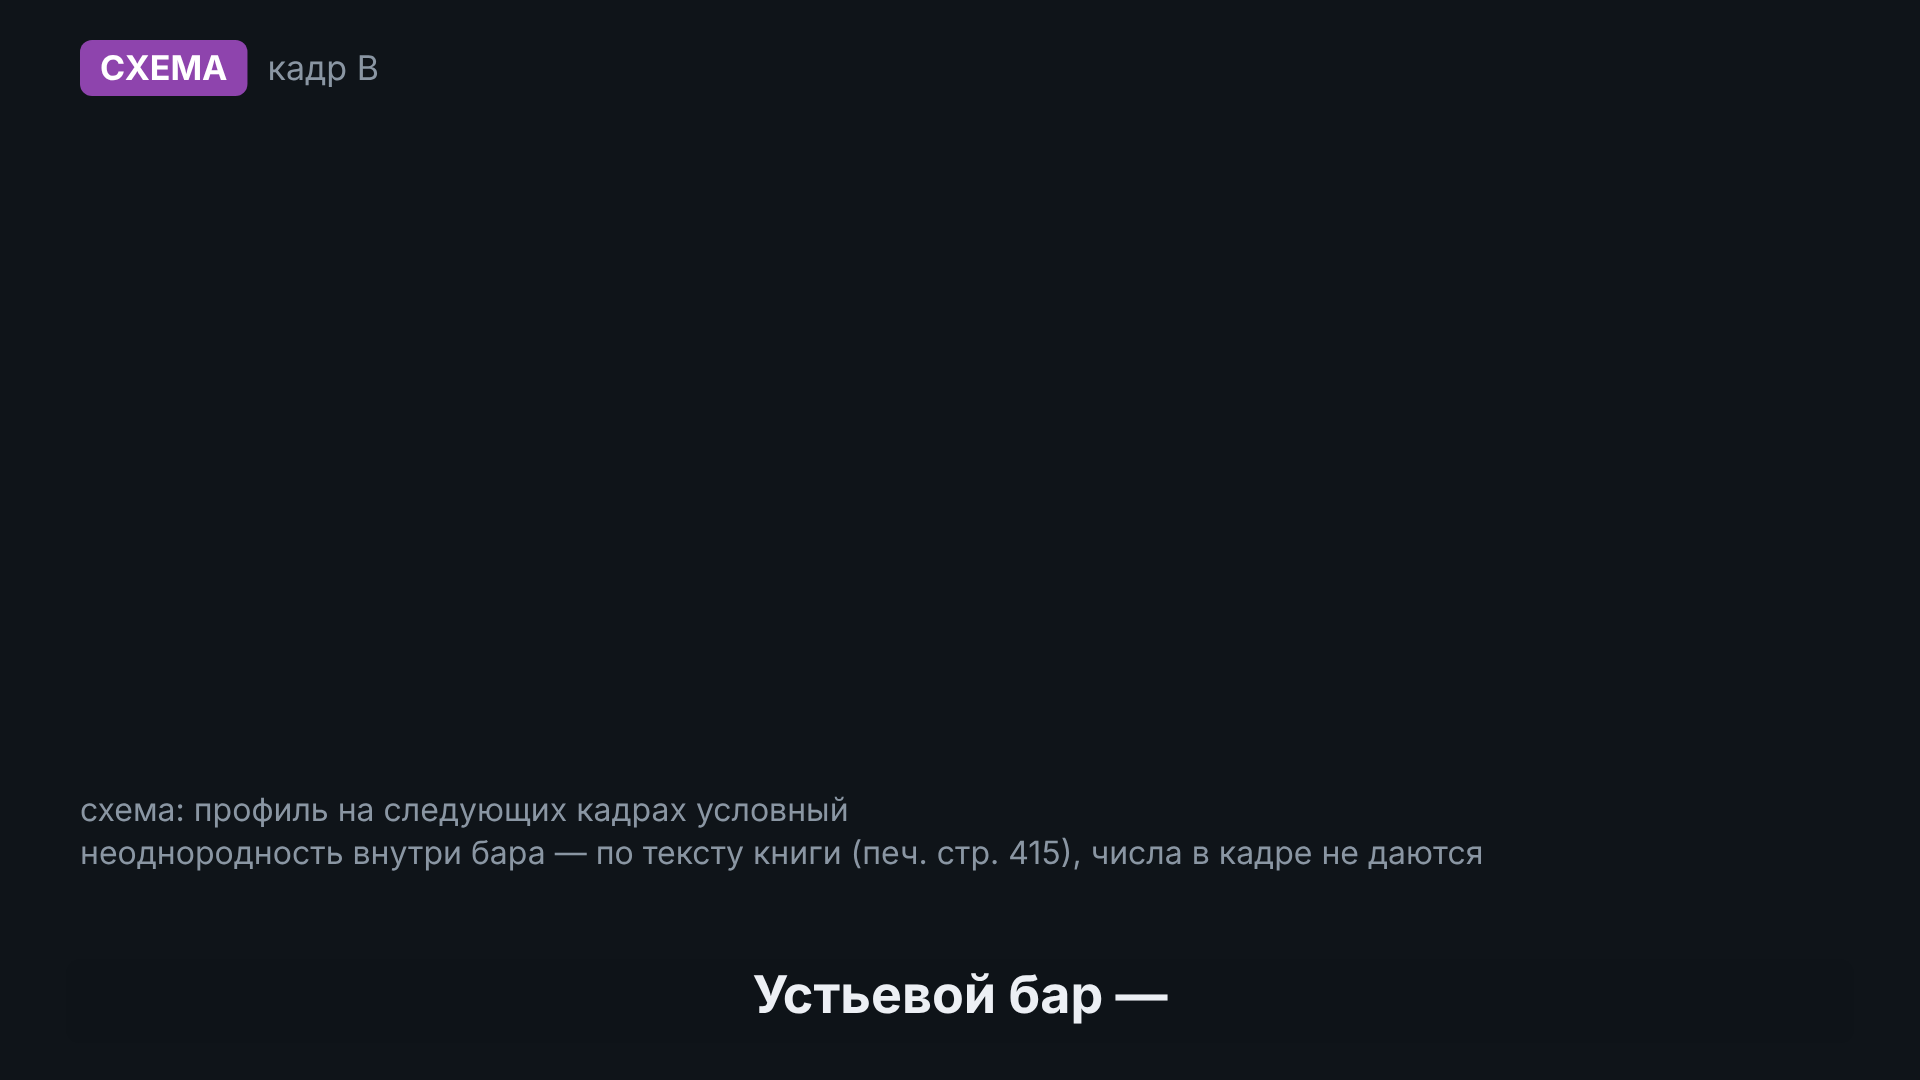 СХЕМА кадр В
схема: профиль на следующих кадрах условный
неоднородность внутри бара — по тексту книги (печ. стр. 415), числа в кадре не даются
Устьевой бар —